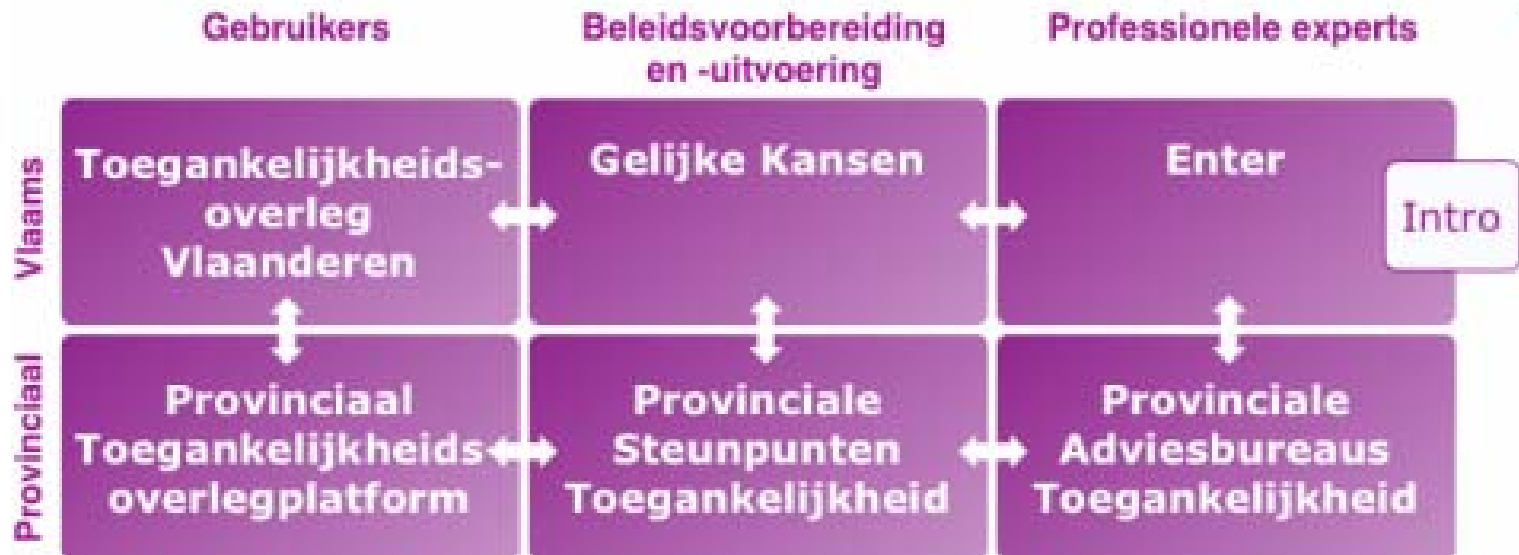 Gebruikers
Beleidsvoorbereiding
en -uitvoering
Professionele experts
Vlaams
Toegankelijkheids-
overleg
Vlaanderen
Gelijke Kansen
Enter
Intro
Provinciaal
Provinciaal
Toegankelijkheids-
overlegplatform
Provinciale
Steunpunten
Toegankelijkheid
Provinciale
Adviesbureaus
Toegankelijkheid